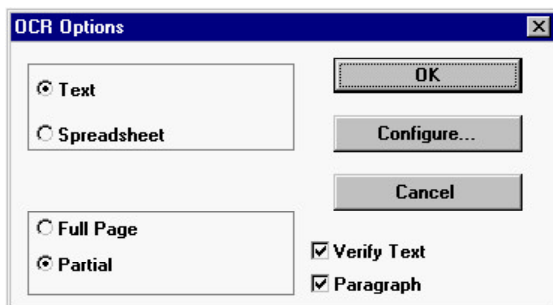 OCR Options
Text
Spreadsheet
OK
Configure...
Cancel
Full Page
Partial
Verify Text
Paragraph